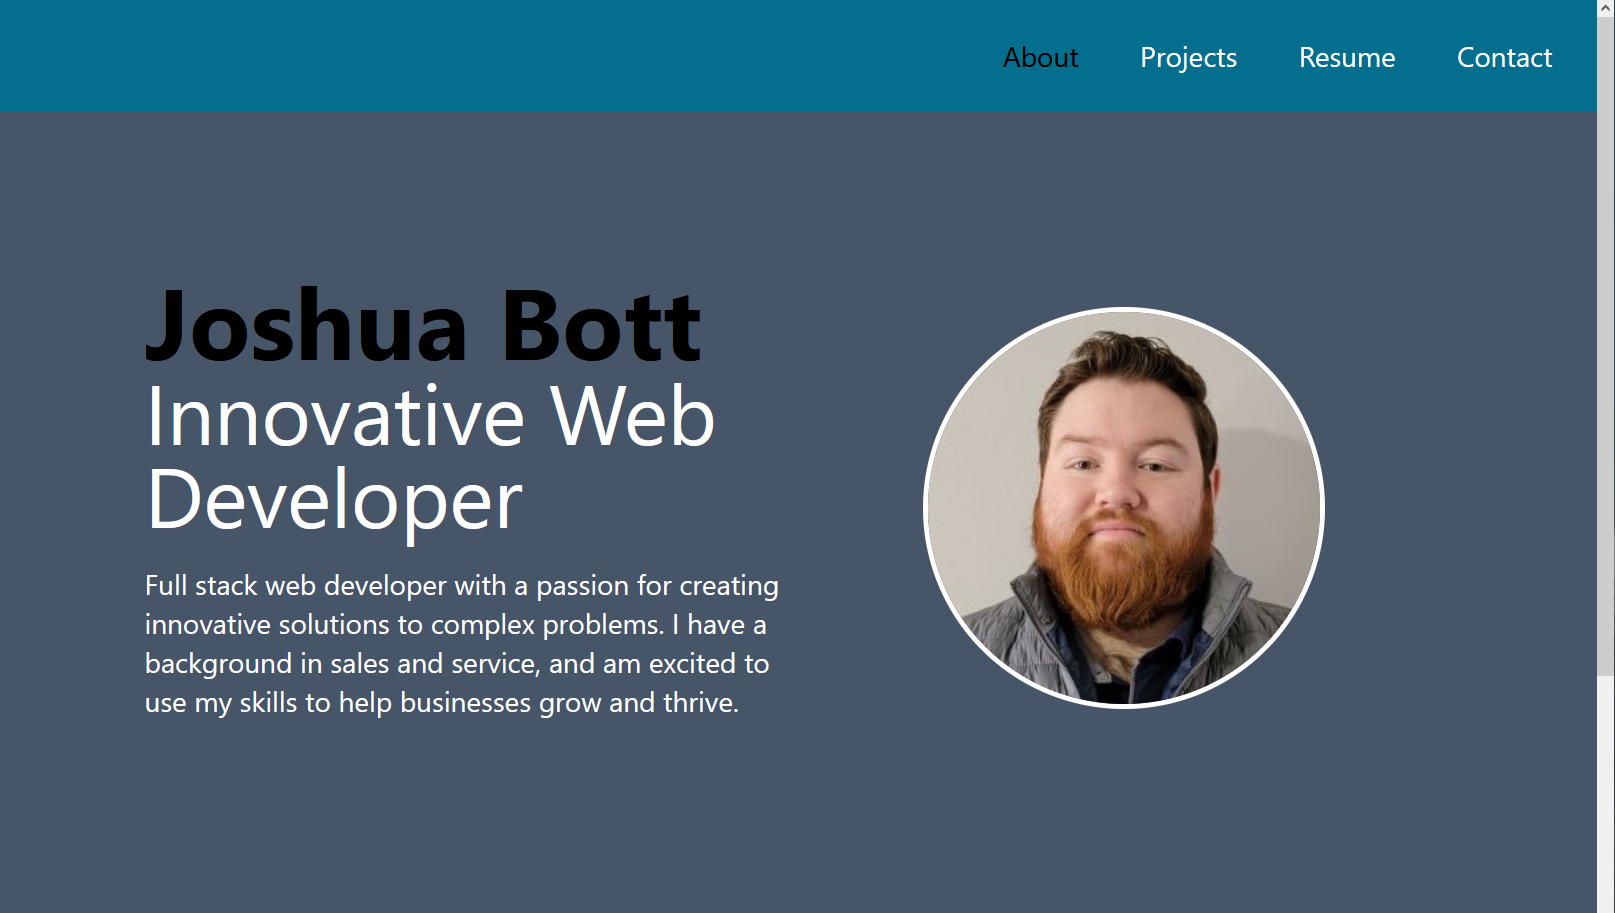 About Projects Resume Contact
Joshua Bott
Innovative Web
Developer
Full stack web developer with a passion for creating
innovative solutions to complex problems. I have a
background in sales and service, and am excited to
use my skills to help businesses grow and thrive.